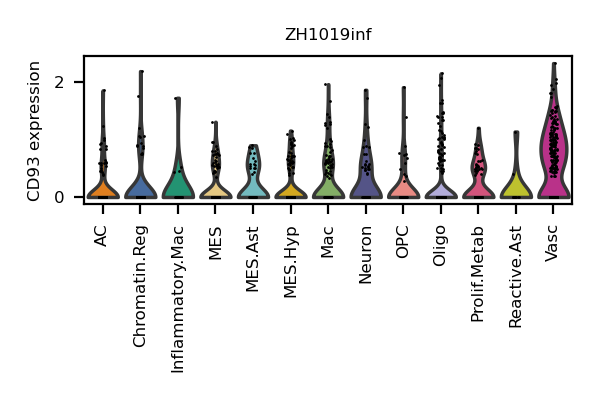 ZH1019inf
CD93 expression
2
0
AC
Chromatin.Reg
Inflammatory.Mac
MES
MES.Ast
MES.Hyp
Mac
Neuron
OPC
Oligo
Prolif.Metab
Reactive.Ast
Vasc